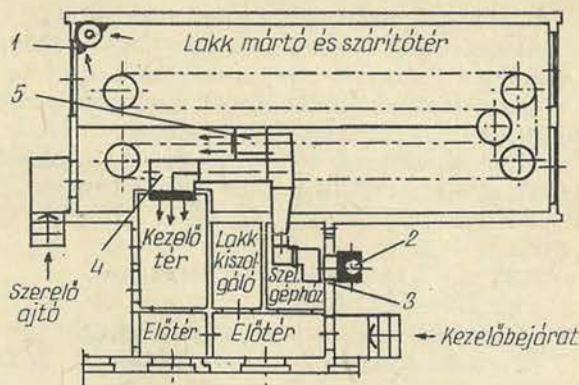 1
Lakk mártó és szárítótér
5
4
Kezelő
tér
Lakk
kiszol-
gáló
Szel.
gépház
2
3
Szerelő
ajtó
Előtér
Előtér
Kezelőbejárat